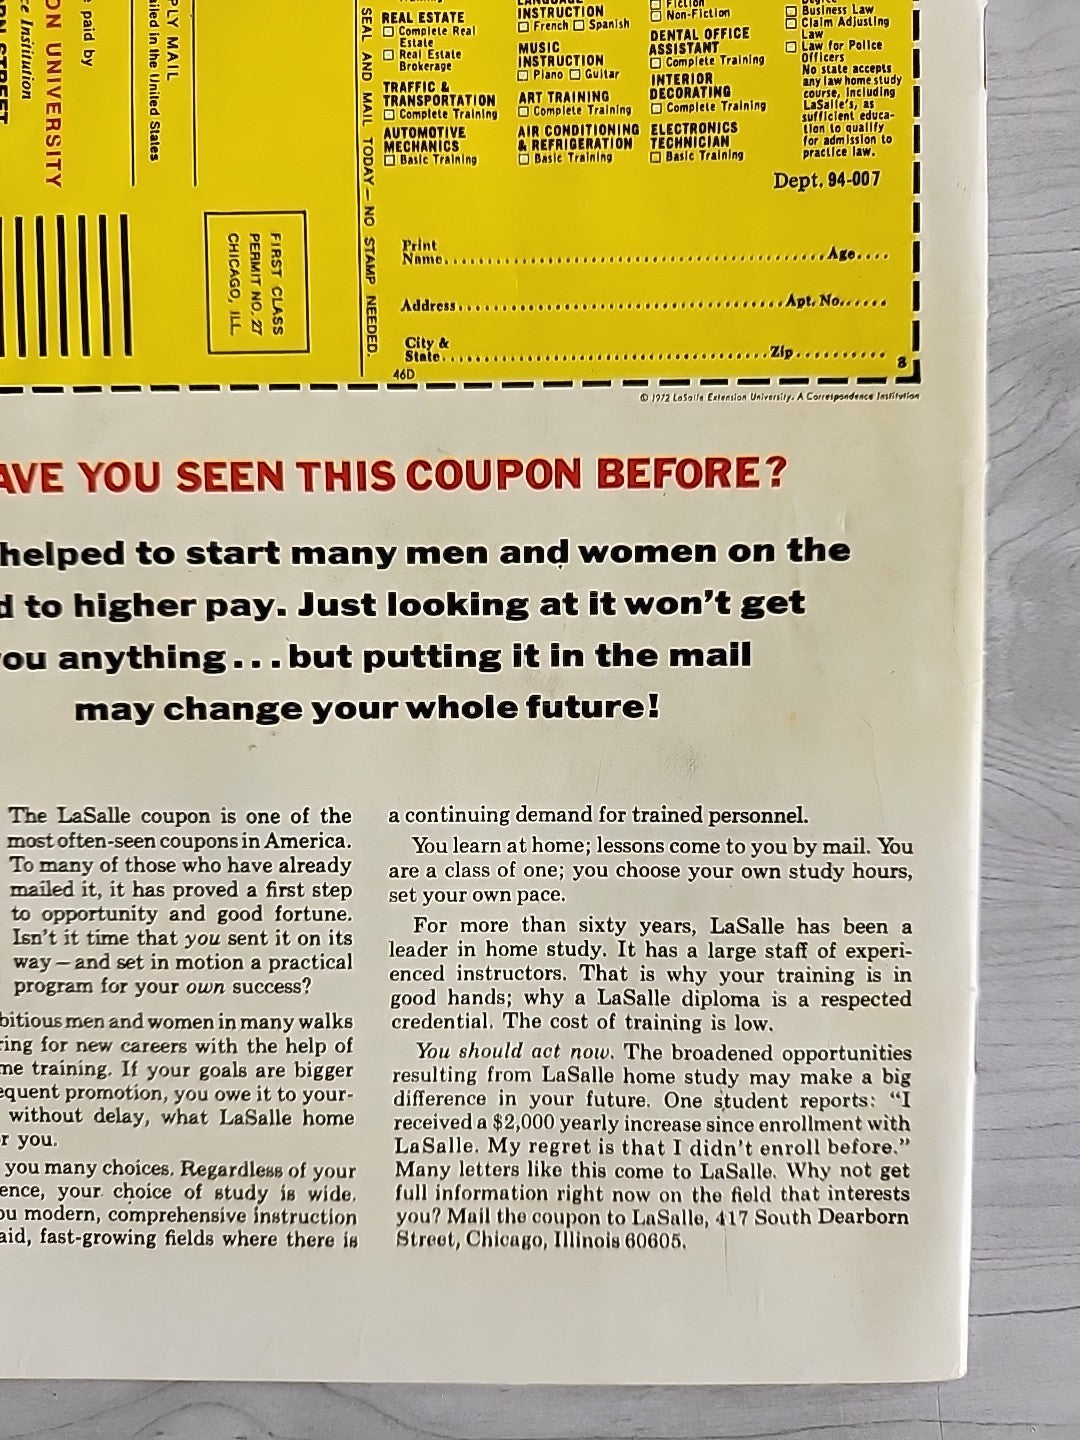 REAL ESTATE
Complete Real
Estate
Real Estate
Brokerage
TRAFFIC &
TRANSPORTATION
Complete Training
AUTOMOTIVE
MECHANICS
Basic Training
INSTRUCTION
French Spanish
MUSIC
INSTRUCTION
Piano Guitar
ART TRAINING
Complete Training
AIR CONDITIONING
& REFRIGERATION
Basic Training
Fiction
Non-Fiction
DENTAL OFFICE
ASSISTANT
Complete Training
INTERIOR
DECORATING
Complete Training
ELECTRONICS
TECHNICIAN
Basic Training
Business Law
Claim Adjusting
Law
Law for Police
Officers
No state accepts
any law home study
course, including
LaSalle's, as
sufficient educa-
tion to qualify
for admission to
practice law.
Dept. 94-007
SEAL AND MAIL TODAY — NO STAMP NEEDED.
Print
Name Age
Address Apt. No.
City &
State Zip
46D
8
paid by
MAIL
in the United States
UNIVERSITY
Institution
STREET
FIRST CLASS
PERMIT NO. 27
CHICAGO, ILL.
© 1972 LaSalle Extension University. A Correspondence Institution
AVE YOU SEEN THIS COUPON BEFORE?
helped to start many men and women on the
d to higher pay. Just looking at it won't get
ou anything...but putting it in the mail
may change your whole future!
The LaSalle coupon is one of the
most often-seen coupons in America.
To many of those who have already
mailed it, it has proved a first step
to opportunity and good fortune.
Isn't it time that you sent it on its
way — and set in motion a practical
program for your own success?
bitious men and women in many walks
ring for new careers with the help of
me training. If your goals are bigger
equent promotion, you owe it to your-
without delay, what LaSalle home
r you.
you many choices. Regardless of your
ence, your choice of study is wide.
ou modern, comprehensive instruction
aid, fast-growing fields where there is
a continuing demand for trained personnel.
You learn at home; lessons come to you by mail. You
are a class of one; you choose your own study hours,
set your own pace.
For more than sixty years, LaSalle has been a
leader in home study. It has a large staff of experi-
enced instructors. That is why your training is in
good hands; why a LaSalle diploma is a respected
credential. The cost of training is low.
You should act now. The broadened opportunities
resulting from LaSalle home study may make a big
difference in your future. One student reports: "I
received a $2,000 yearly increase since enrollment with
LaSalle. My regret is that I didn't enroll before."
Many letters like this come to LaSalle. Why not get
full information right now on the field that interests
you? Mail the coupon to LaSalle, 417 South Dearborn
Street, Chicago, Illinois 60605.